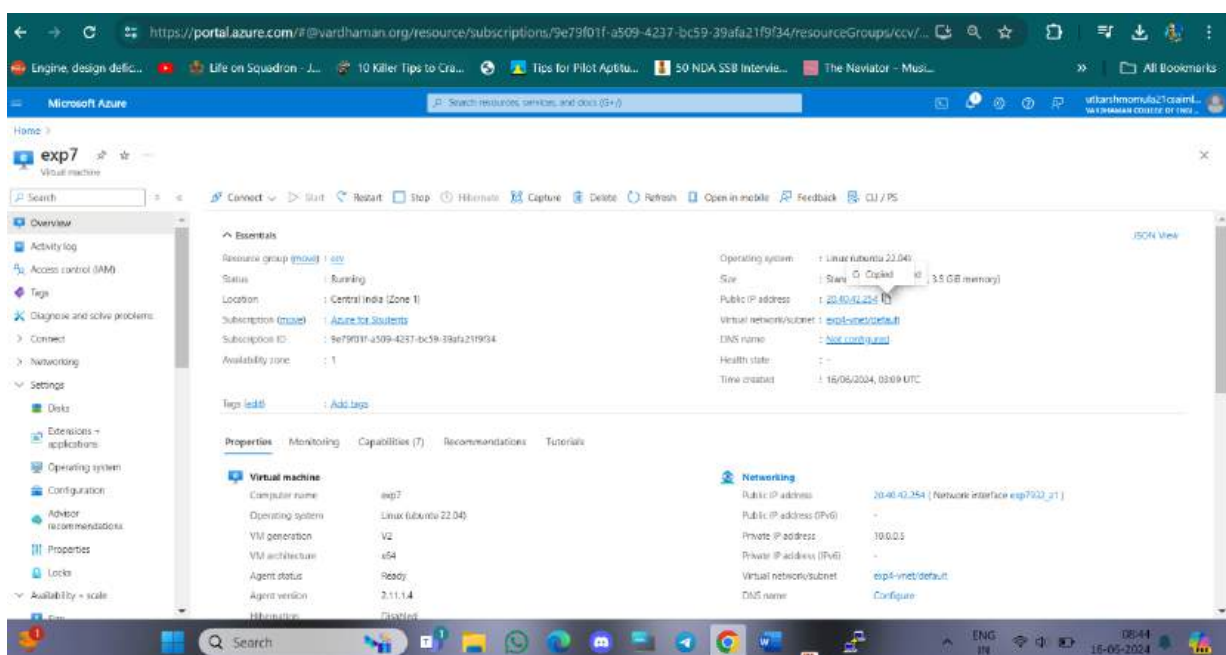 https://portal.azure.com/#@vardhaman.org/resource/subscriptions/9e79f01f-a509-4237-bc59-39afa21f9f34/resourceGroups/ccv/...
Engine, design defic... Life on Squadron - J... 10 Killer Tips to Cra... Tips for Pilot Aptitu... 50 NDA SSB Intervie... The Naviator – Musi... » All Bookmarks
Microsoft Azure Search resources, services, and docs (G+/) utkarshmomula21csaiml...
VARDHAMAN COLLEGE OF ENGI...
Home >
exp7
Virtual machine
Search Connect Start Restart Stop Hibernate Capture Delete Refresh Open in mobile Feedback CLI / PS
Overview
Activity log
Access control (IAM)
Tags
Diagnose and solve problems
Connect
Networking
Settings
Disks
Extensions + applications
Operating system
Configuration
Advisor recommendations
Properties
Locks
Availability + scale
Essentials JSON View
Resource group (move) : ccv
Status : Running
Location : Central India (Zone 1)
Subscription (move) : Azure for Students
Subscription ID : 9e79f01f-a509-4237-bc59-39afa21f9f34
Availability zone : 1
Operating system : Linux (ubuntu 22.04)
Size : Stan 3.5 GiB memory)
Copied
Public IP address : 20.40.42.254
Virtual network/subnet : exp4-vnet/default
DNS name : Not configured
Health state : -
Time created : 16/06/2024, 03:09 UTC
Tags (edit) : Add tags
Properties Monitoring Capabilities (7) Recommendations Tutorials
Virtual machine
Computer name exp7
Operating system Linux (ubuntu 22.04)
VM generation V2
VM architecture x64
Agent status Ready
Agent version 2.11.1.4
Hibernation Disabled
Networking
Public IP address 20.40.42.254 ( Network interface exp7932_z1 )
Public IP address (IPv6) -
Private IP address 10.0.0.5
Private IP address (IPv6) -
Virtual network/subnet exp4-vnet/default
DNS name Configure
Search ENG
IN 08:44
16-06-2024